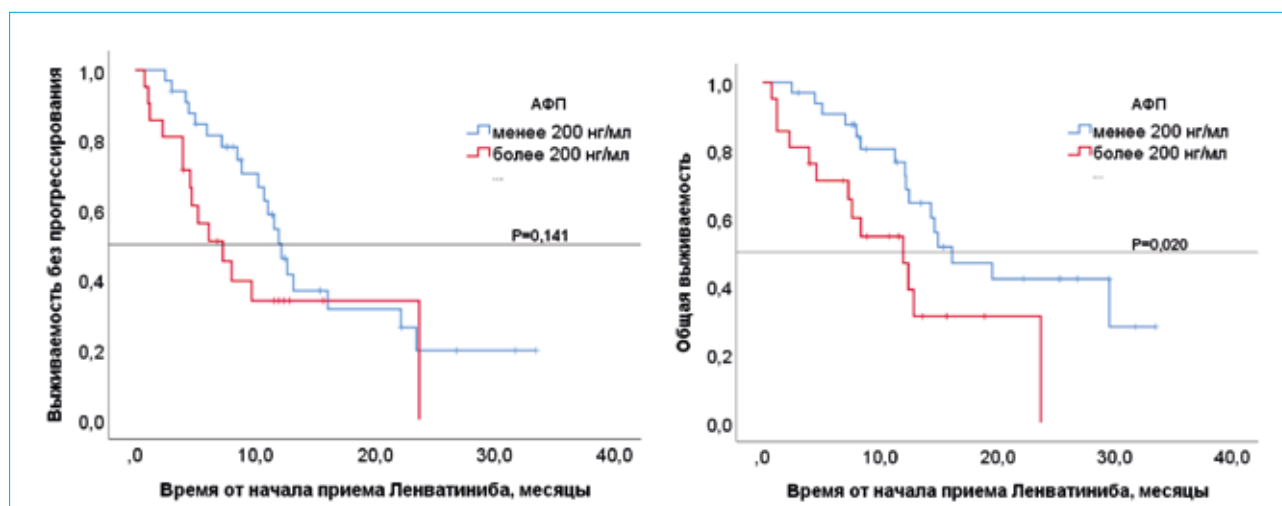 Выживаемость без прогрессирования
1,0
0,8
0,6
0,4
0,2
0,0
АФП
менее 200 нг/мл
более 200 нг/мл
...
P=0,141
,0 10,0 20,0 30,0 40,0
Время от начала приема Ленватиниба, месяцы
Общая выживаемость
1,0
0,8
0,6
0,4
0,2
0,0
АФП
менее 200 нг/мл
более 200 нг/мл
...
P=0,020
,0 10,0 20,0 30,0 40,0
Время от начала приема Ленватиниба, месяцы